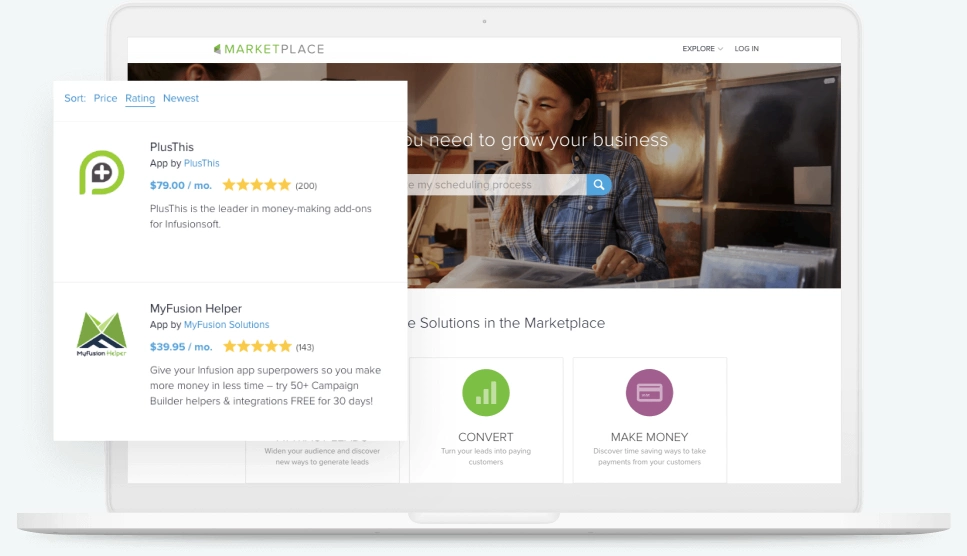 MARKETPLACE
EXPLORE
LOG IN
Sort: Price Rating Newest
PlusThis
App by PlusThis
$79.00 / mo. (200)
PlusThis is the leader in money-making add-ons
for Infusionsoft.
MyFusion Helper
MyFusion Helper
App by MyFusion Solutions
$39.95 / mo. (143)
Give your Infusion app superpowers so you make
more money in less time – try 50+ Campaign
Builder helpers & integrations FREE for 30 days!
need to grow your business
my scheduling process
Solutions in the Marketplace
Widen your audience and discover
new ways to generate leads
CONVERT
Turn your leads into paying
customers
MAKE MONEY
Discover time saving ways to take
payments from your customers